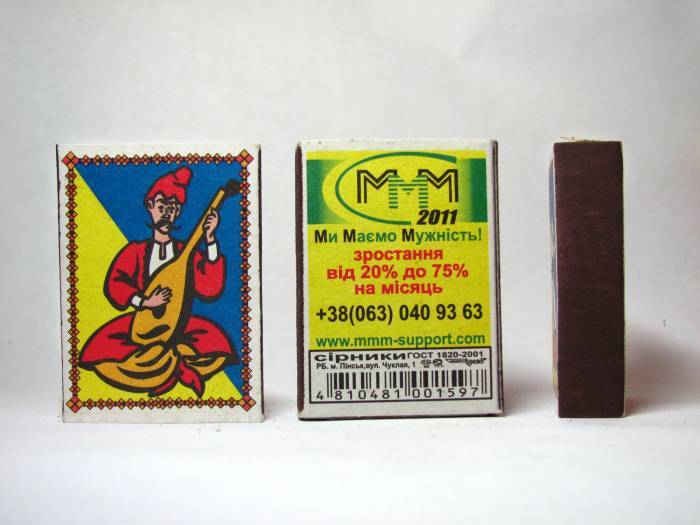 МММ
2011
Ми Маємо Мужність!
зростання
від 20% до 75%
на місяць
+38(063) 040 93 63
www.mmm-support.com
сірники ГОСТ 1820-2001
РБ. м. Пінськ,вул. Чуклая, 1
4 810481 001597